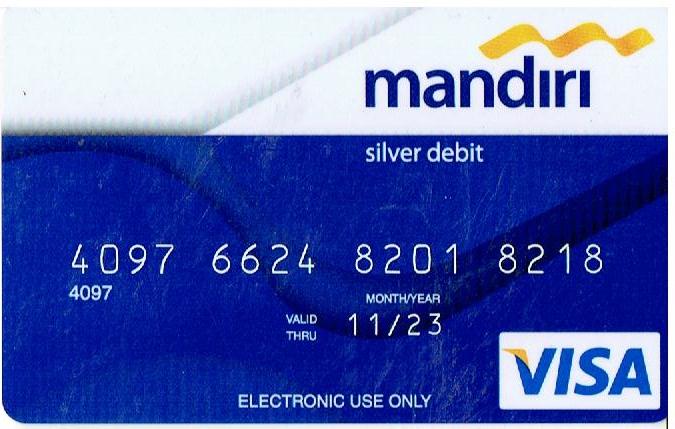 mandiri
silver debit
4097 6624 8201 8218
4097
MONTH/YEAR
VALID THRU 11/23
VISA
ELECTRONIC USE ONLY